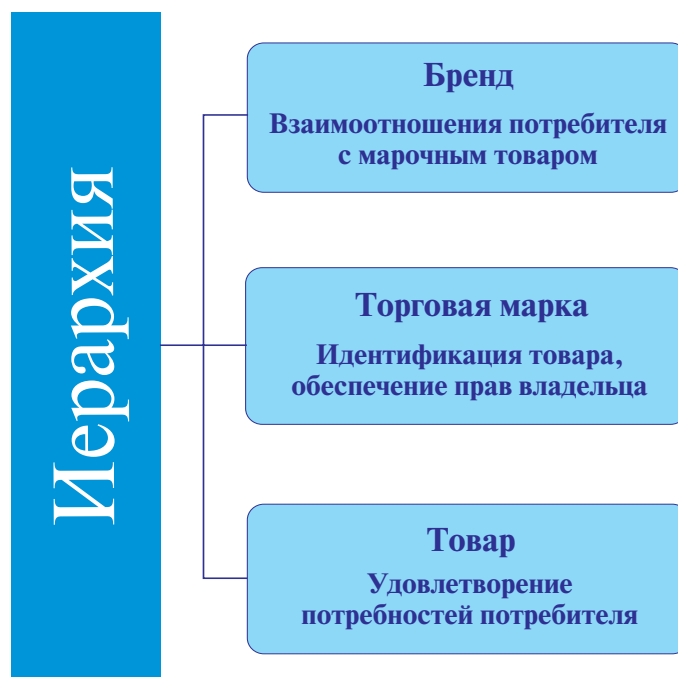 Иерархия
Бренд
Взаимоотношения потребителя
с марочным товаром
Торговая марка
Идентификация товара,
обеспечение прав владельца
Товар
Удовлетворение
потребностей потребителя